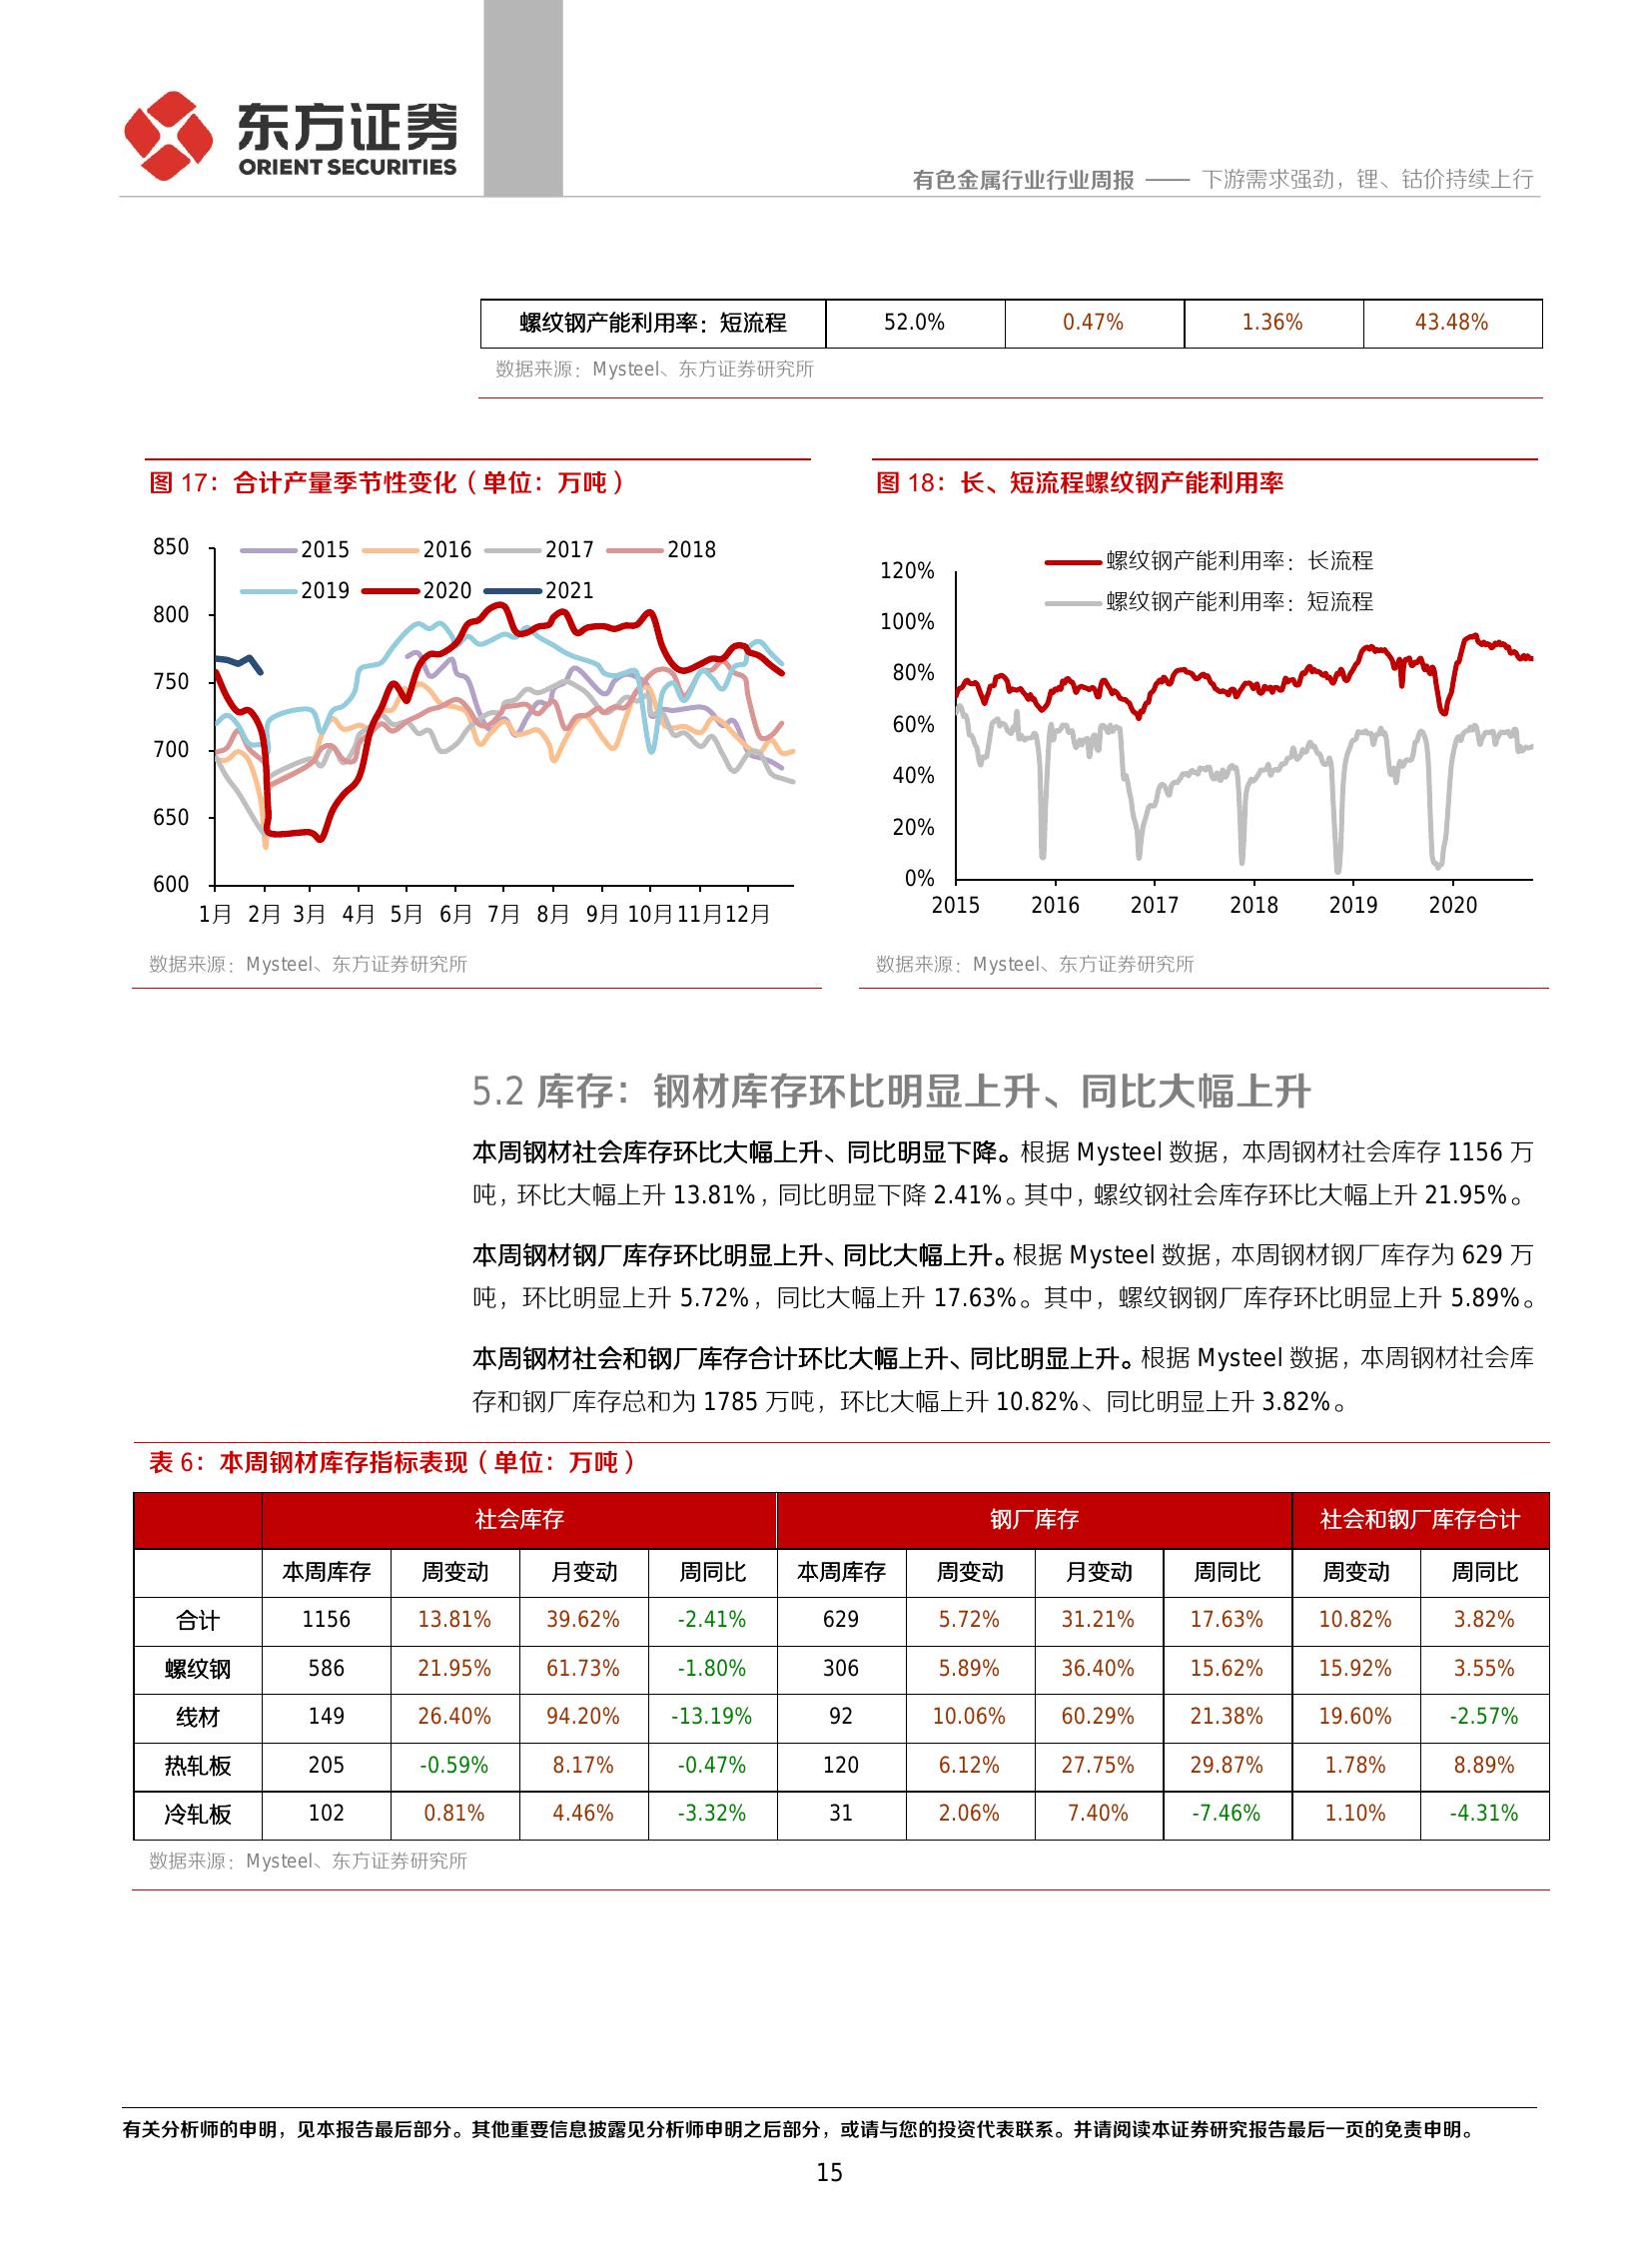 东方证券
ORIENT SECURITIES
有色金属行业行业周报 —— 下游需求强劲，锂、钴价持续上行
螺纹钢产能利用率：短流程 52.0% 0.47% 1.36% 43.48%
数据来源：Mysteel、东方证券研究所
图 17：合计产量季节性变化（单位：万吨）
850
800
750
700
650
600
2015 2016 2017 2018
2019 2020 2021
1月 2月 3月 4月 5月 6月 7月 8月 9月 10月 11月 12月
数据来源：Mysteel、东方证券研究所
图 18：长、短流程螺纹钢产能利用率
螺纹钢产能利用率：长流程
螺纹钢产能利用率：短流程
120%
100%
80%
60%
40%
20%
0%
2015 2016 2017 2018 2019 2020
数据来源：Mysteel、东方证券研究所
5.2 库存：钢材库存环比明显上升、同比大幅上升
本周钢材社会库存环比大幅上升、同比明显下降。根据 Mysteel 数据，本周钢材社会库存 1156 万
吨，环比大幅上升 13.81%，同比明显下降 2.41%。其中，螺纹钢社会库存环比大幅上升 21.95%。
本周钢材钢厂库存环比明显上升、同比大幅上升。根据 Mysteel 数据，本周钢材钢厂库存为 629 万
吨，环比明显上升 5.72%，同比大幅上升 17.63%。其中，螺纹钢钢厂库存环比明显上升 5.89%。
本周钢材社会和钢厂库存合计环比大幅上升、同比明显上升。根据 Mysteel 数据，本周钢材社会库
存和钢厂库存总和为 1785 万吨，环比大幅上升 10.82%、同比明显上升 3.82%。
表 6：本周钢材库存指标表现（单位：万吨）
社会库存 钢厂库存 社会和钢厂库存合计
本周库存 周变动 月变动 周同比 本周库存 周变动 月变动 周同比 周变动 周同比
合计 1156 13.81% 39.62% -2.41% 629 5.72% 31.21% 17.63% 10.82% 3.82%
螺纹钢 586 21.95% 61.73% -1.80% 306 5.89% 36.40% 15.62% 15.92% 3.55%
线材 149 26.40% 94.20% -13.19% 92 10.06% 60.29% 21.38% 19.60% -2.57%
热轧板 205 -0.59% 8.17% -0.47% 120 6.12% 27.75% 29.87% 1.78% 8.89%
冷轧板 102 0.81% 4.46% -3.32% 31 2.06% 7.40% -7.46% 1.10% -4.31%
数据来源：Mysteel、东方证券研究所
有关分析师的申明，见本报告最后部分。其他重要信息披露见分析师申明之后部分，或请与您的投资代表联系。并请阅读本证券研究报告最后一页的免责申明。
15